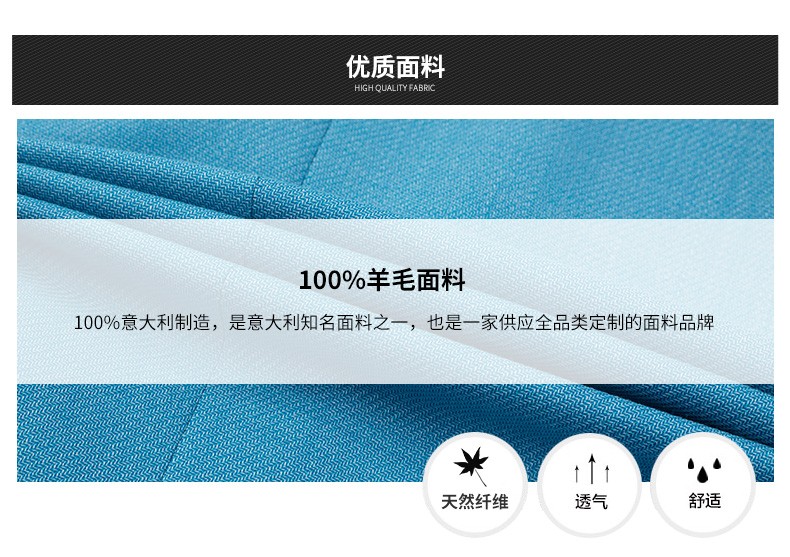 优质面料
HIGH QUALITY FABRIC
100%羊毛面料
100%意大利制造，是意大利知名面料之一，也是一家供应全品类定制的面料品牌
天然纤维
透气
舒适